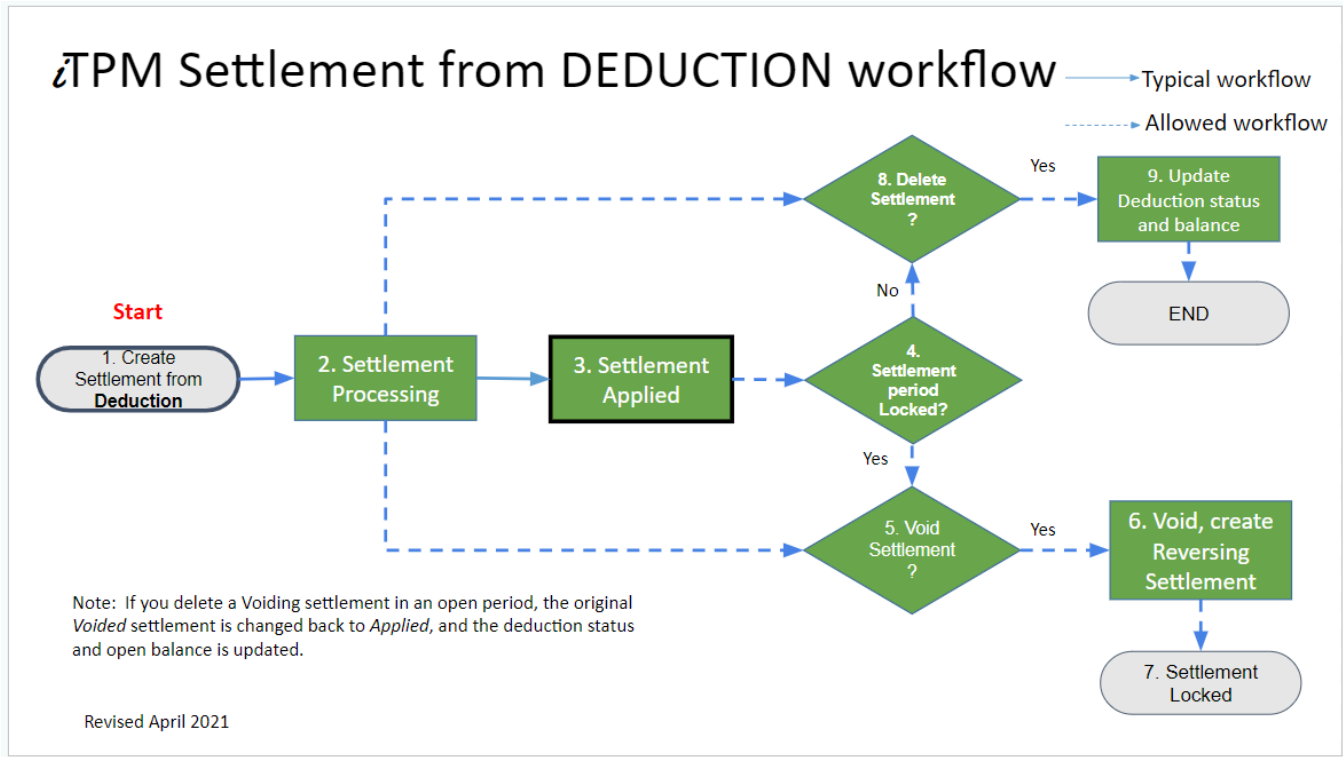 iTPM Settlement from DEDUCTION workflow
Typical workflow
Allowed workflow
8. Delete
Settlement
?
Yes
9. Update
Deduction status
and balance
No
END
Start
1. Create
Settlement from
Deduction
2. Settlement
Processing
3. Settlement
Applied
4.
Settlement
period
Locked?
Yes
5. Void
Settlement
?
Yes
6. Void, create
Reversing
Settlement
7. Settlement
Locked
Note:  If you delete a Voiding settlement in an open period, the original
Voided settlement is changed back to Applied, and the deduction status
and open balance is updated.
Revised April 2021